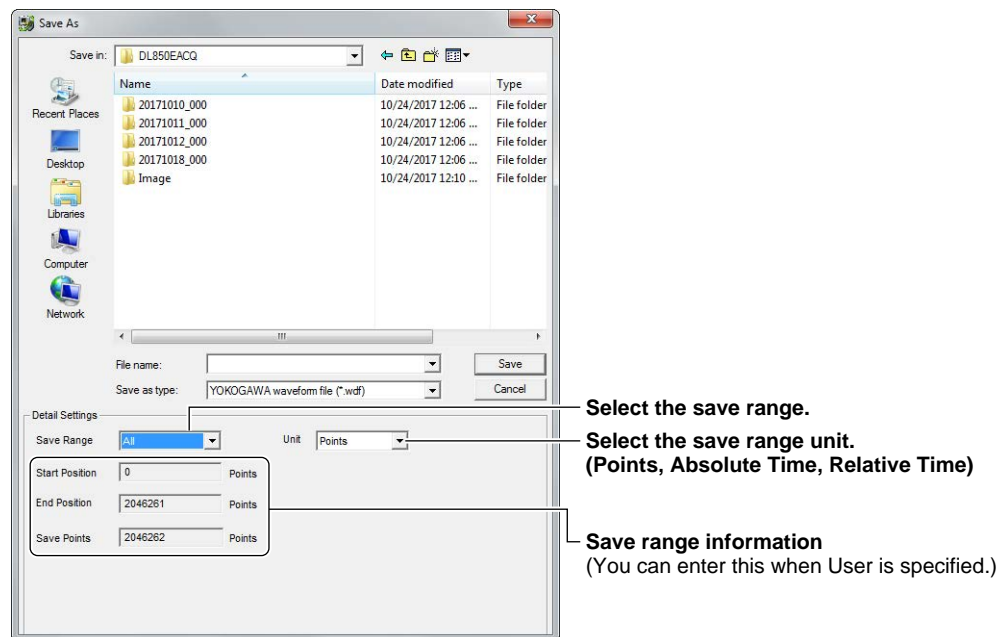 Save As
Save in: DL850EACQ
Name Date modified Type
20171010_000 10/24/2017 12:06 ... File folder
20171011_000 10/24/2017 12:06 ... File folder
20171012_000 10/24/2017 12:06 ... File folder
20171018_000 10/24/2017 12:06 ... File folder
Image 10/24/2017 12:10 ... File folder
Recent Places
Desktop
Libraries
Computer
Network
File name: Save
Save as type: YOKOGAWA waveform file (*.wdf) Cancel
Detail Settings
Save Range All Unit Points
Start Position 0 Points
End Position 2046261 Points
Save Points 2046262 Points
Select the save range.
Select the save range unit.
(Points, Absolute Time, Relative Time)
Save range information
(You can enter this when User is specified.)